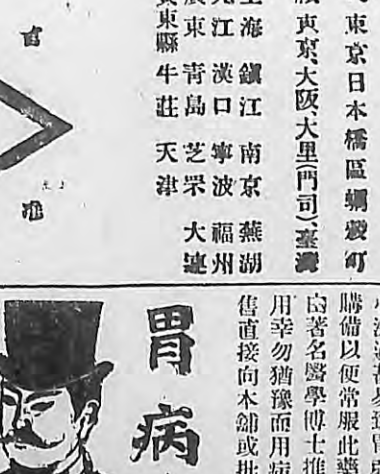 東京日本橋區蠣殼町
東京、大阪、大里(門司)、臺灣
海 鎮江 南京 蕪湖
江 漢口 寧波 福州
東 青島 芝罘 大連
東縣 牛莊 天津
官
准
購備以便常服此藥
著名醫學博士推
用幸勿猶豫而用
售直接向本舖或批
胃病